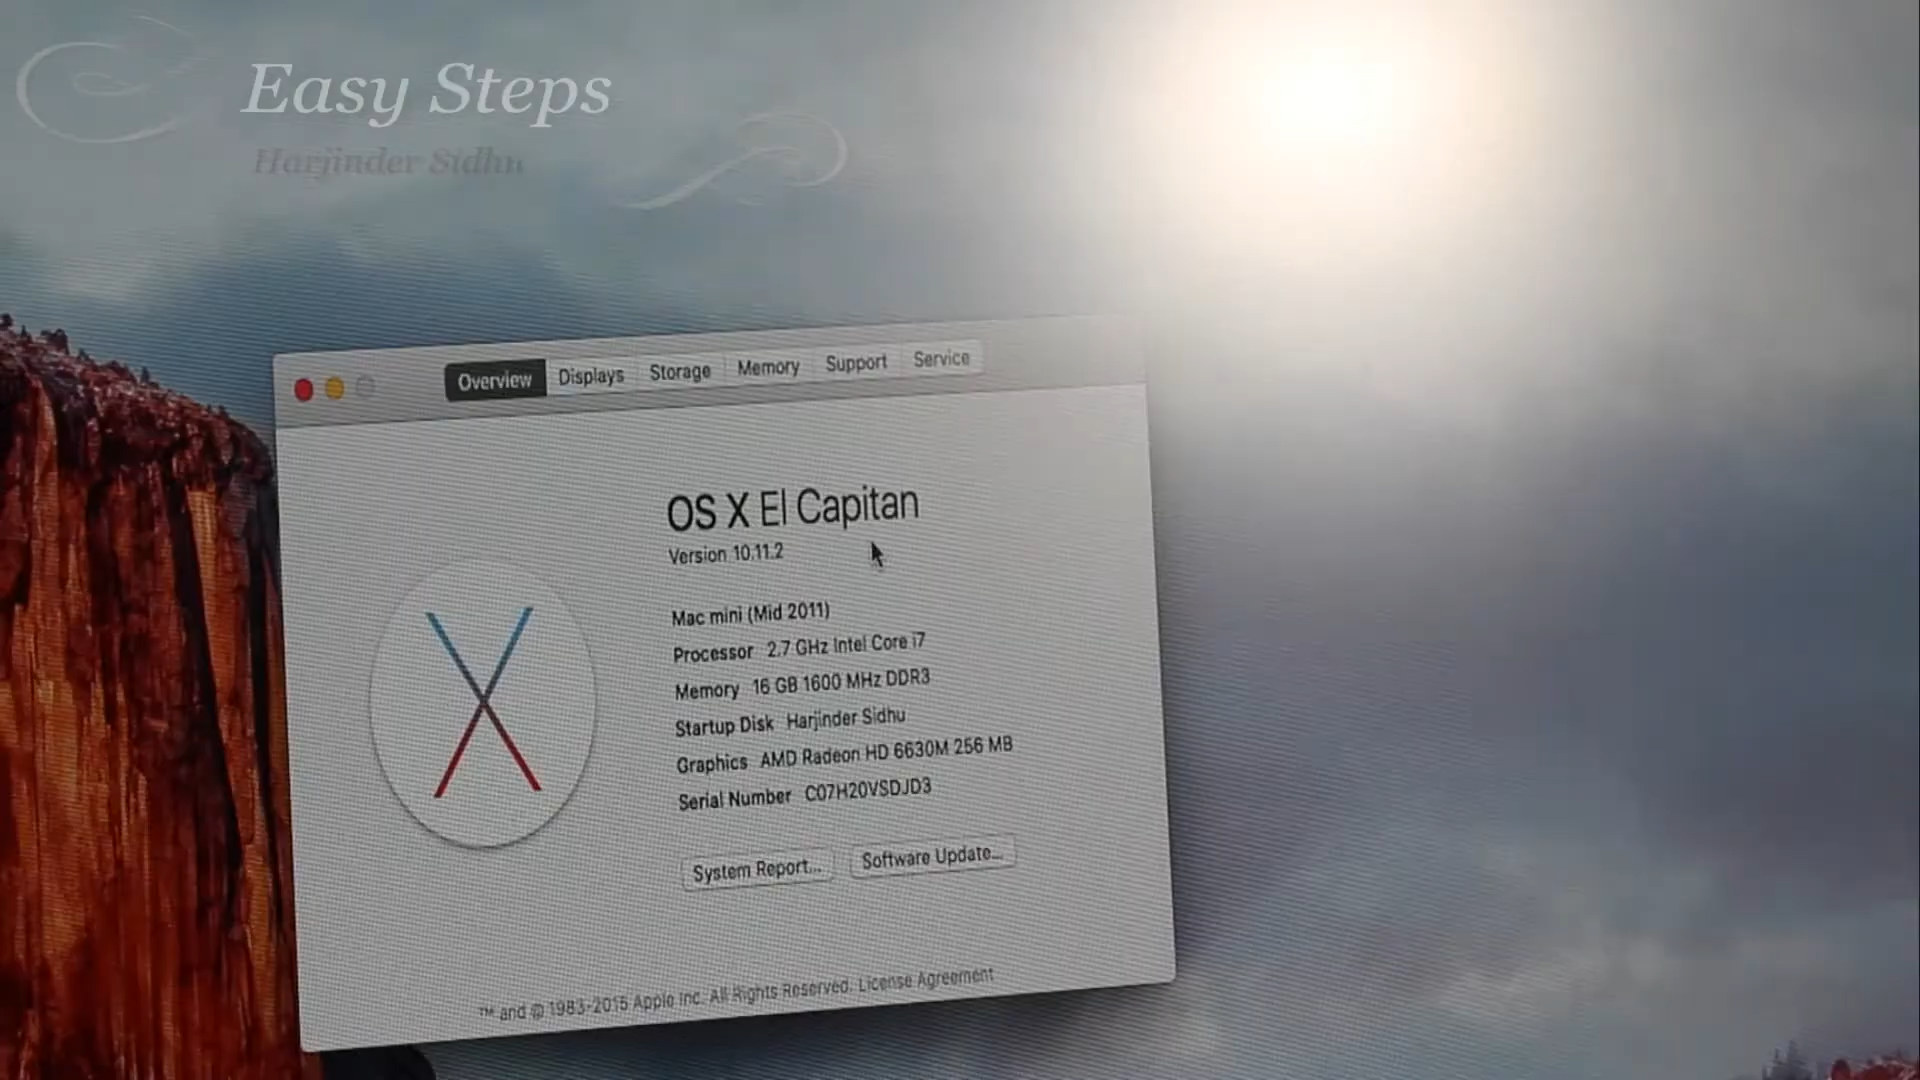 Easy Steps
Harjinder Sidhu
Overview Displays Storage Memory Support Service
OS X El Capitan
Version 10.11.2
Mac mini (Mid 2011)
Processor 2.7 GHz Intel Core i7
Memory 16 GB 1600 MHz DDR3
Startup Disk Harjinder Sidhu
Graphics AMD Radeon HD 6630M 256 MB
Serial Number C07H20VSDJD3
System Report... Software Update...
™ and © 1983-2015 Apple Inc. All Rights Reserved. License Agreement